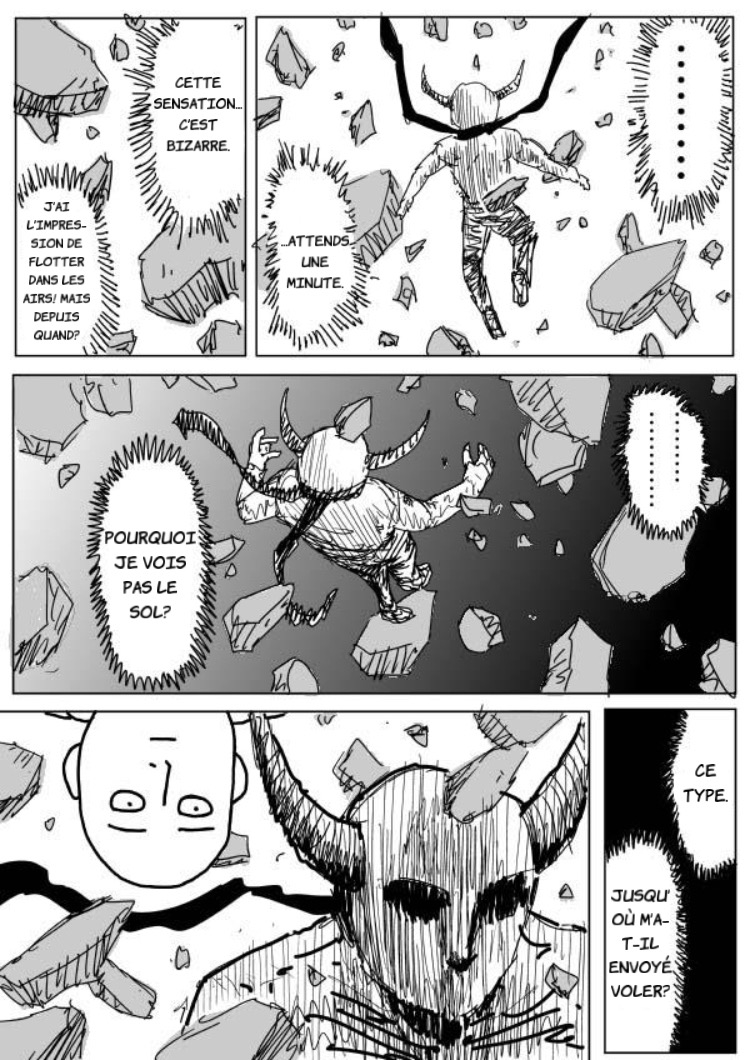 .........
...ATTENDS
UNE
MINUTE.
CETTE
SENSATION...
C'EST
BIZARRE.
J'AI
L'IMPRES-
SION DE
FLOTTER
DANS LES
AIRS! MAIS
DEPUIS
QUAND?
POURQUOI
JE VOIS
PAS LE
SOL?
CE
TYPE.
JUSQU'
OÙ M'A-
T-IL
ENVOYÉ
VOLER?